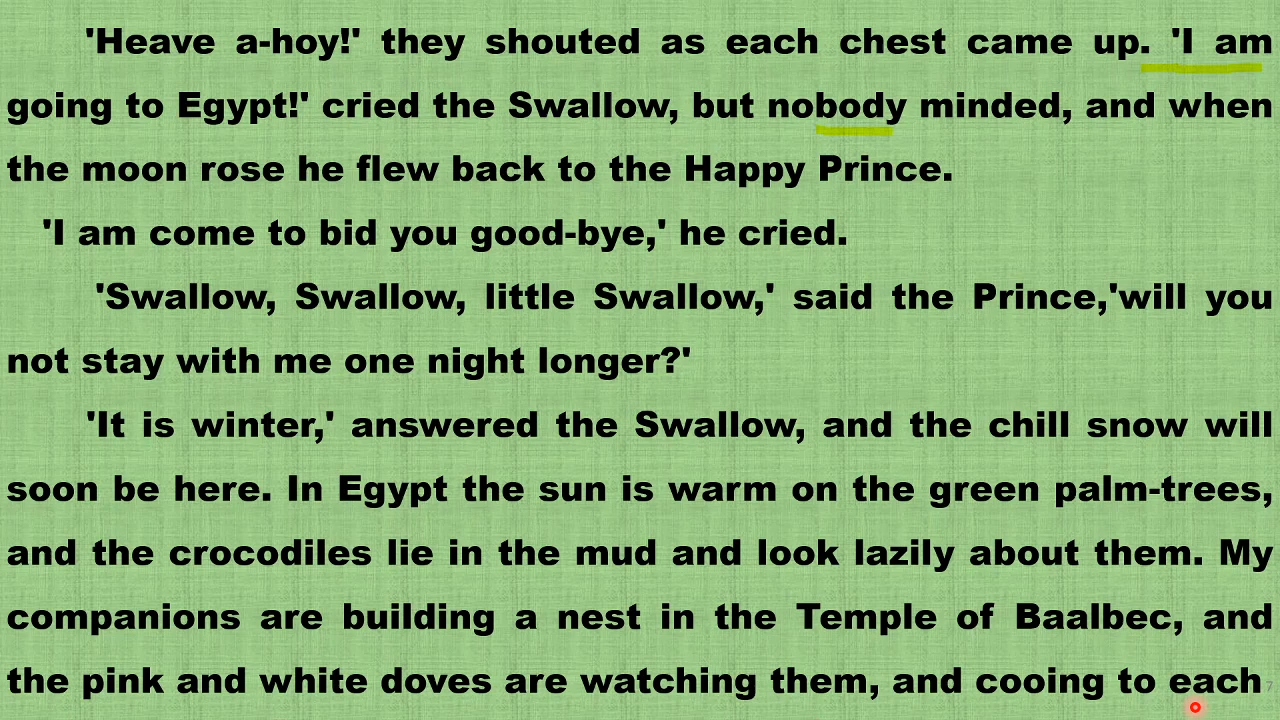 'Heave a-hoy!' they shouted as each chest came up. 'I am
going to Egypt!' cried the Swallow, but nobody minded, and when
the moon rose he flew back to the Happy Prince.
'I am come to bid you good-bye,' he cried.
'Swallow, Swallow, little Swallow,' said the Prince,'will you
not stay with me one night longer?'
'It is winter,' answered the Swallow, and the chill snow will
soon be here. In Egypt the sun is warm on the green palm-trees,
and the crocodiles lie in the mud and look lazily about them. My
companions are building a nest in the Temple of Baalbec, and
the pink and white doves are watching them, and cooing to each
7